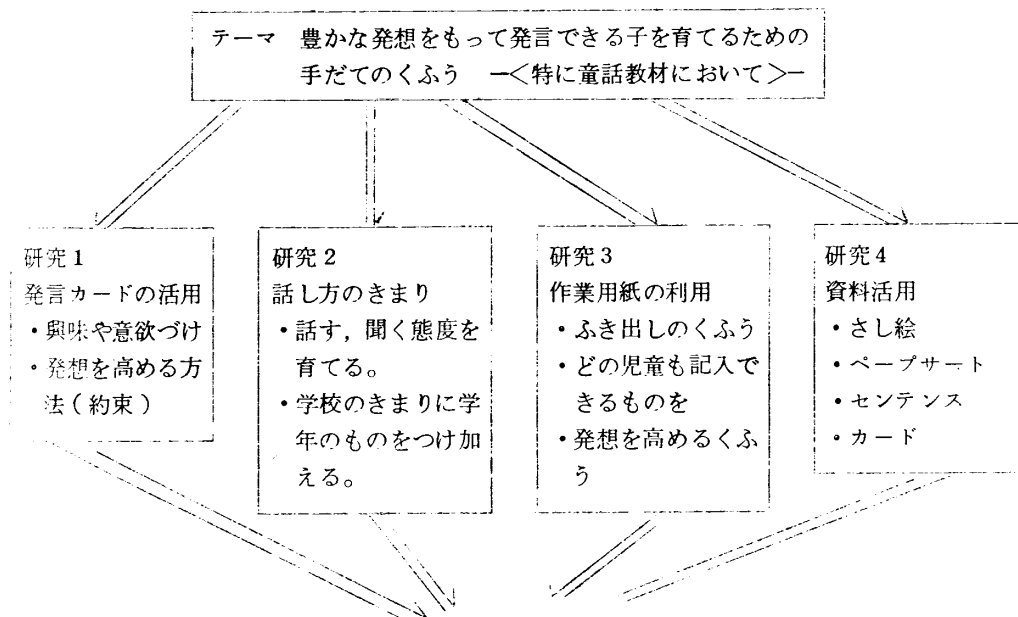 テーマ 豊かな発想をもって発言できる子を育てるための
手だてのくふう ー<特に童話教材において>ー
研究1
発言カードの活用
・興味や意欲づけ
・発想を高める方
法(約束)
研究2
話し方のきまり
・話す,聞く態度を
育てる。
・学校のきまりに学
年のものをつけ加
える。
研究3
作業用紙の利用
・ふき出しのくふう
・どの児童も記入で
きるものを
・発想を高めるくふ
う
研究4
資料活用
・さし絵
・ペープサート
・センテンス
・カード